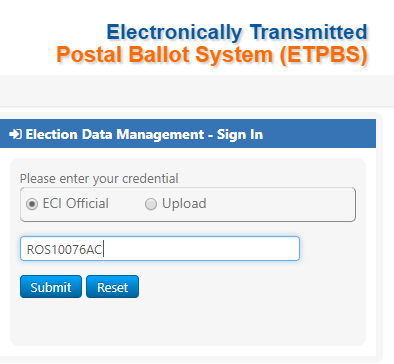 Electronically Transmitted
Postal Ballot System (ETPBS)
Election Data Management - Sign In
Please enter your credential
ECI Official Upload
ROS10076AC
Submit Reset